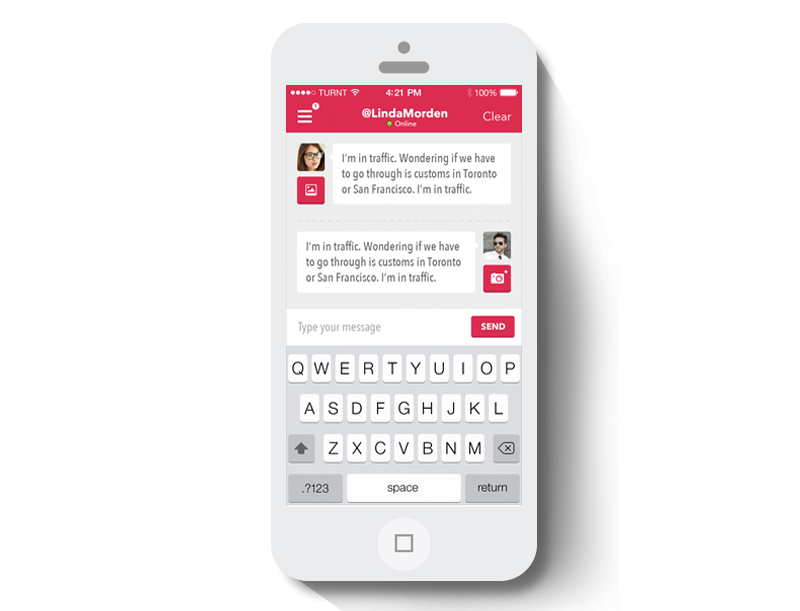 TURNT 4:21 PM 100%
1
@LindaMorden
Online
Clear
I'm in traffic. Wondering if we have
to go through is customs in Toronto
or San Francisco. I'm in traffic.
I'm in traffic. Wondering if we have
to go through is customs in Toronto
or San Francisco. I'm in traffic.
Type your message
SEND
Q W E R T Y U I O P
A S D F G H J K L
Z X C V B N M
.?123 space return